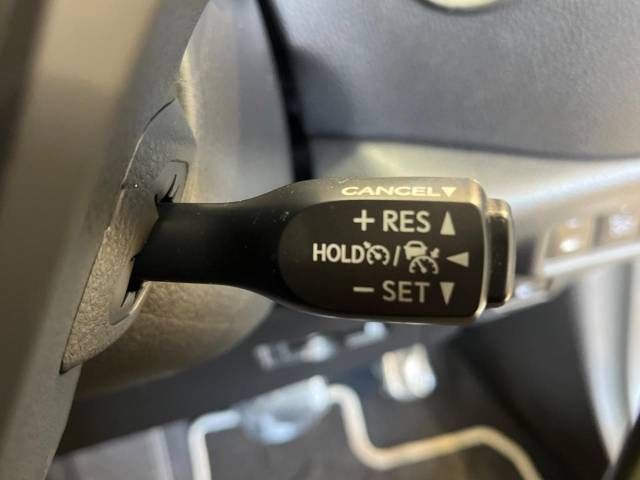 CANCEL▼
+ RES ▲
HOLD / ◀
− SET ▼